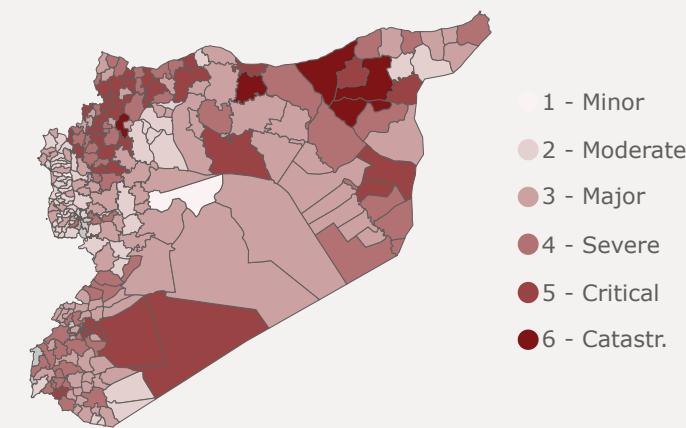 1 - Minor
2 - Moderate
3 - Major
4 - Severe
5 - Critical
6 - Catastr.